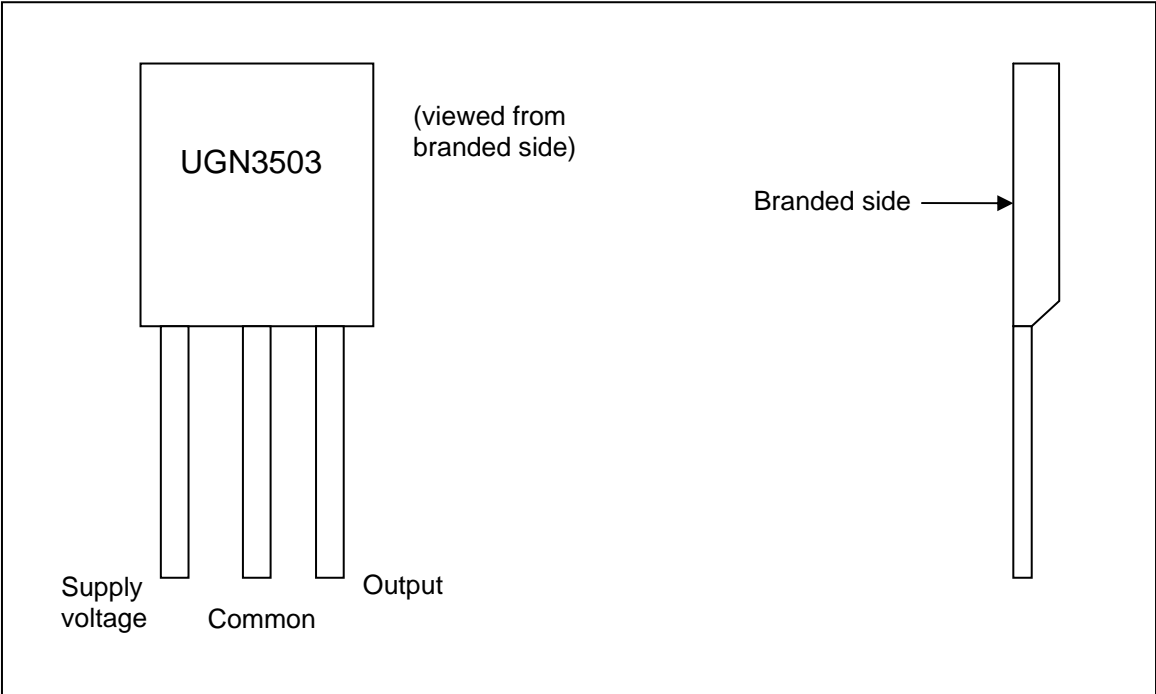 UGN3503
(viewed from
branded side)
Branded side
Supply
voltage
Common
Output